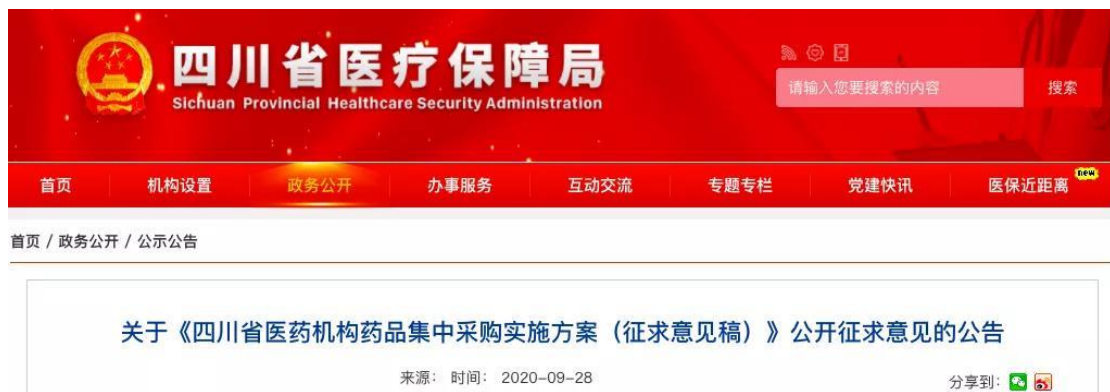 四川省医疗保障局
Sichuan Provincial Healthcare Security Administration
请输入您要搜索的内容 搜索
首页 机构设置 政务公开 办事服务 互动交流 专题专栏 党建快讯 医保近距离 new
首页 / 政务公开 / 公示公告
关于《四川省医药机构药品集中采购实施方案（征求意见稿）》公开征求意见的公告
来源： 时间： 2020-09-28 分享到：